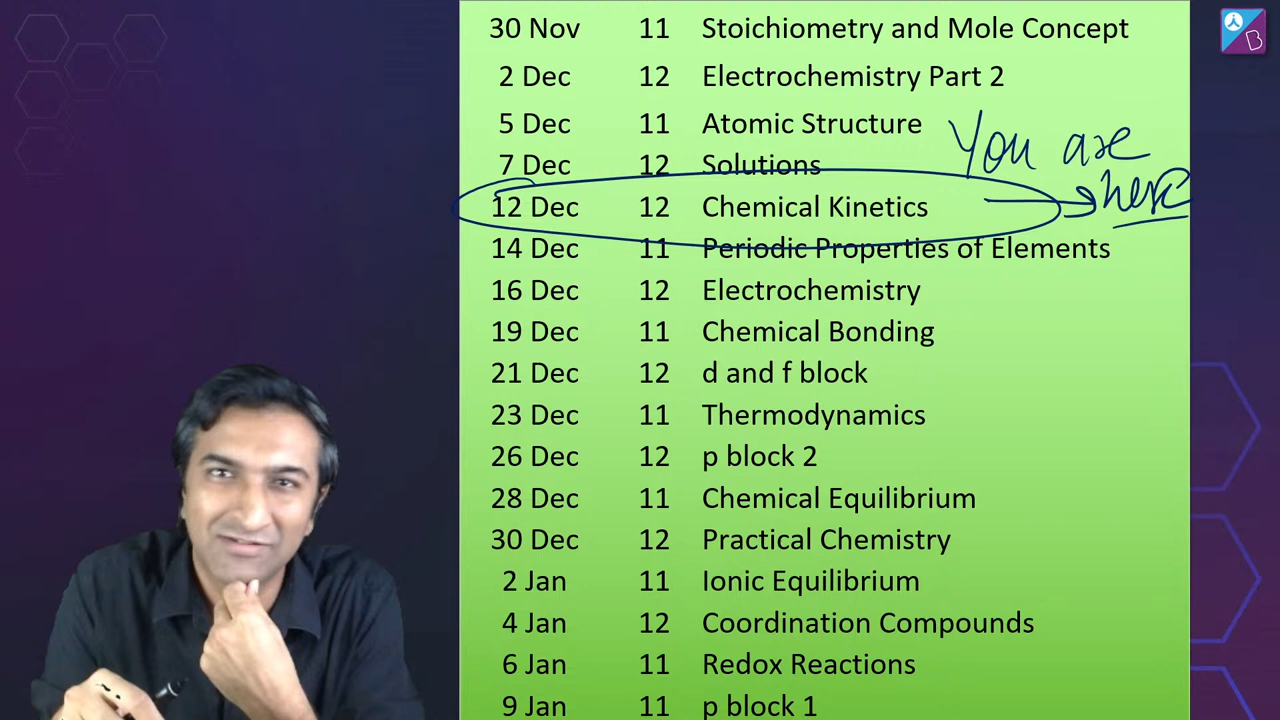 30 Nov 11 Stoichiometry and Mole Concept
2 Dec 12 Electrochemistry Part 2
5 Dec 11 Atomic Structure
You are
7 Dec 12 Solutions
here
12 Dec 12 Chemical Kinetics
14 Dec 11 Periodic Properties of Elements
16 Dec 12 Electrochemistry
19 Dec 11 Chemical Bonding
21 Dec 12 d and f block
23 Dec 11 Thermodynamics
26 Dec 12 p block 2
28 Dec 11 Chemical Equilibrium
30 Dec 12 Practical Chemistry
2 Jan 11 Ionic Equilibrium
4 Jan 12 Coordination Compounds
6 Jan 11 Redox Reactions
9 Jan 11 p block 1
B